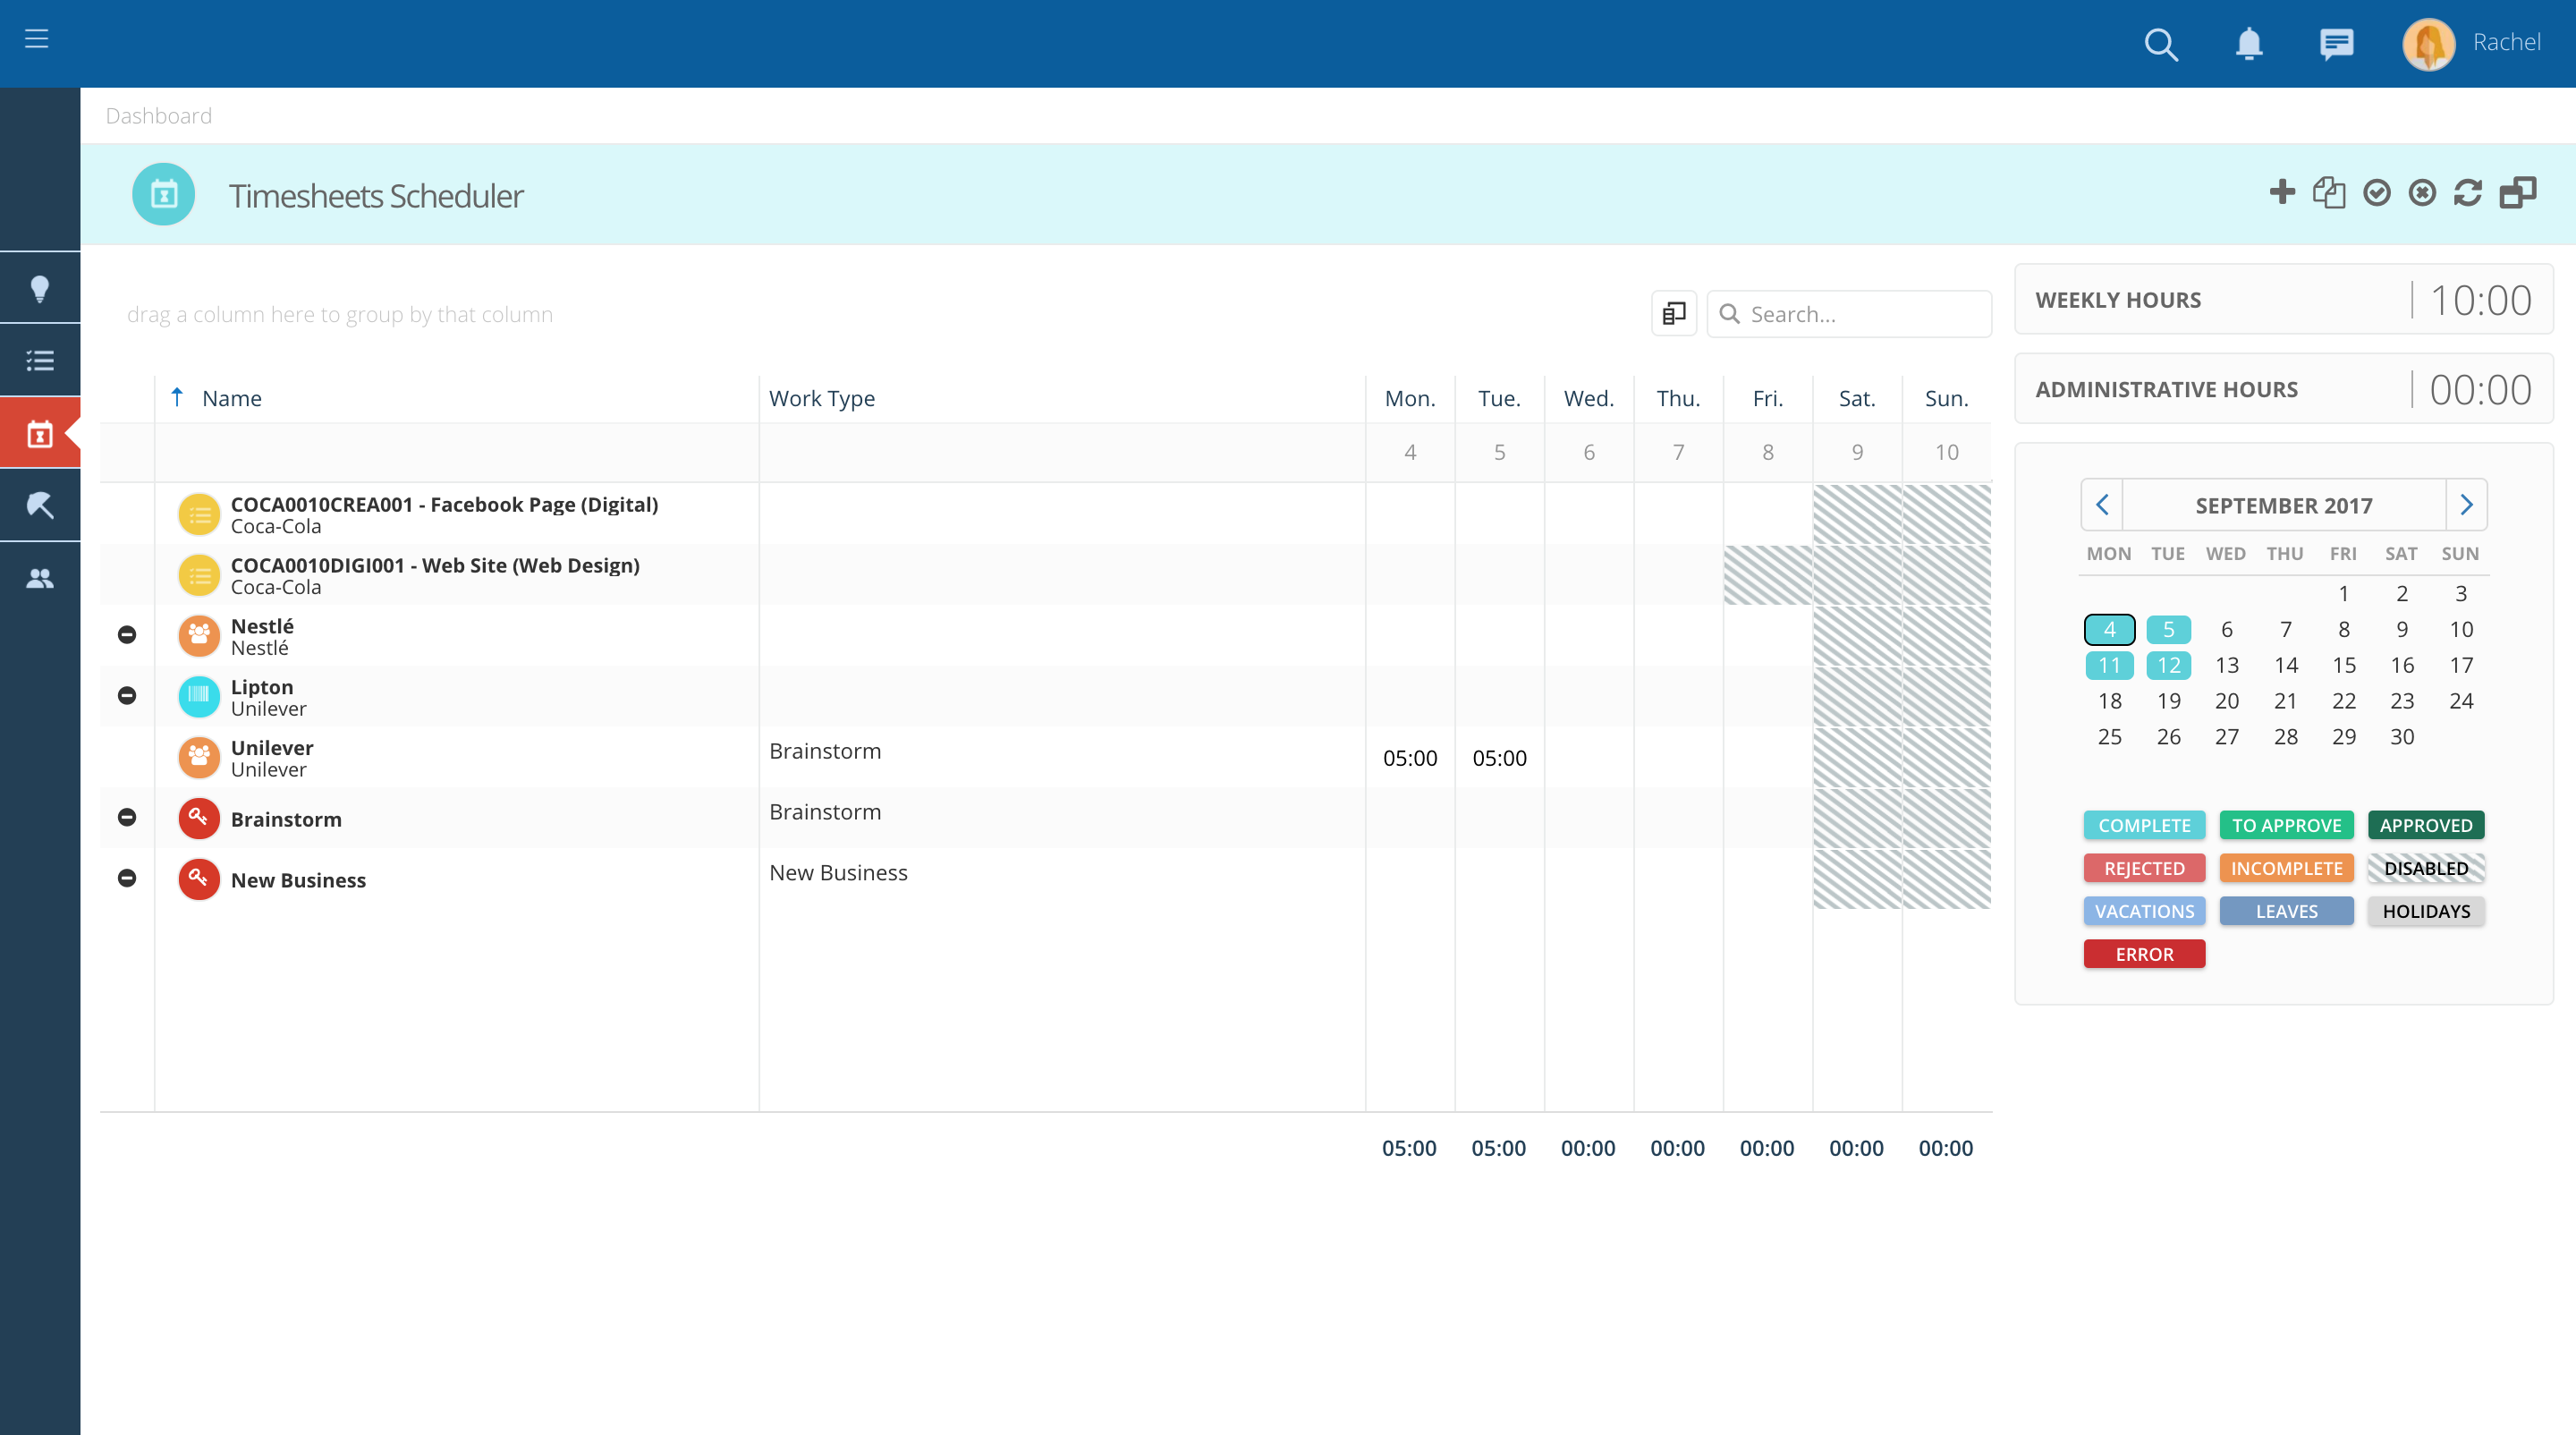 Rachel
Dashboard
Timesheets Scheduler
drag a column here to group by that column
Search...
Name Work Type Mon. Tue. Wed. Thu. Fri. Sat. Sun.
4 5 6 7 8 9 10
COCA0010CREA001 - Facebook Page (Digital)
Coca-Cola
COCA0010DIGI001 - Web Site (Web Design)
Coca-Cola
Nestlé
Nestlé
Lipton
Unilever
Unilever
Unilever
Brainstorm
05:00 05:00
Brainstorm
Brainstorm
New Business
New Business
05:00 05:00 00:00 00:00 00:00 00:00 00:00
WEEKLY HOURS 10:00
ADMINISTRATIVE HOURS 00:00
SEPTEMBER 2017
MON TUE WED THU FRI SAT SUN
1 2 3
4 5 6 7 8 9 10
11 12 13 14 15 16 17
18 19 20 21 22 23 24
25 26 27 28 29 30
COMPLETE TO APPROVE APPROVED
REJECTED INCOMPLETE DISABLED
VACATIONS LEAVES HOLIDAYS
ERROR